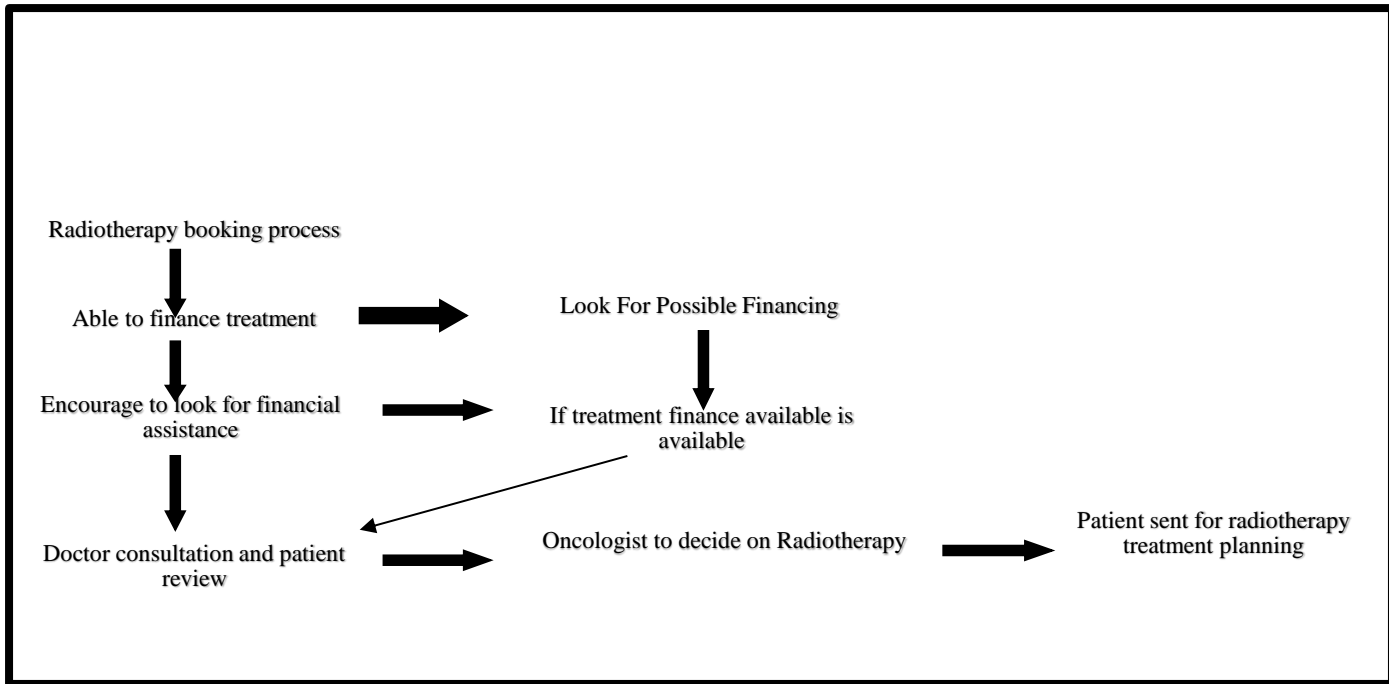 Radiotherapy booking process
Able to finance treatment
Look For Possible Financing
Encourage to look for financial
assistance
If treatment finance available is
available
Doctor consultation and patient
review
Oncologist to decide on Radiotherapy
Patient sent for radiotherapy
treatment planning